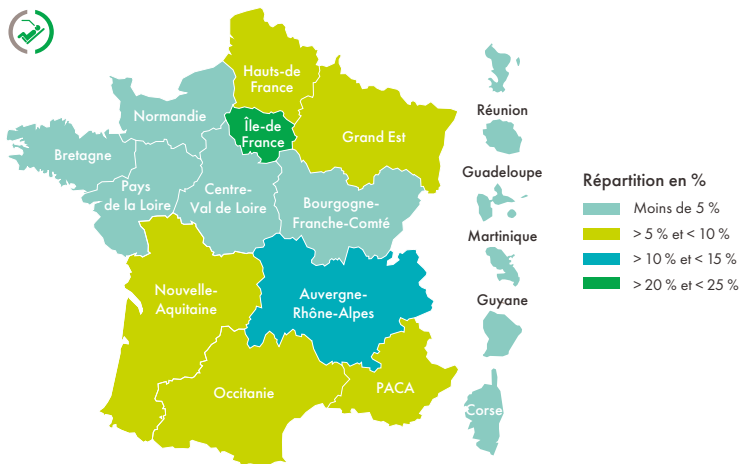 Hauts-de
France
Normandie
Île-de
France
Grand Est
Bretagne
Pays
de la Loire
Centre-
Val de Loire
Bourgogne-
Franche-Comté
Nouvelle-
Aquitaine
Auvergne-
Rhône-Alpes
Occitanie
PACA
Réunion
Guadeloupe
Martinique
Guyane
Corse
Répartition en %
Moins de 5 %
> 5 % et < 10 %
> 10 % et < 15 %
> 20 % et < 25 %